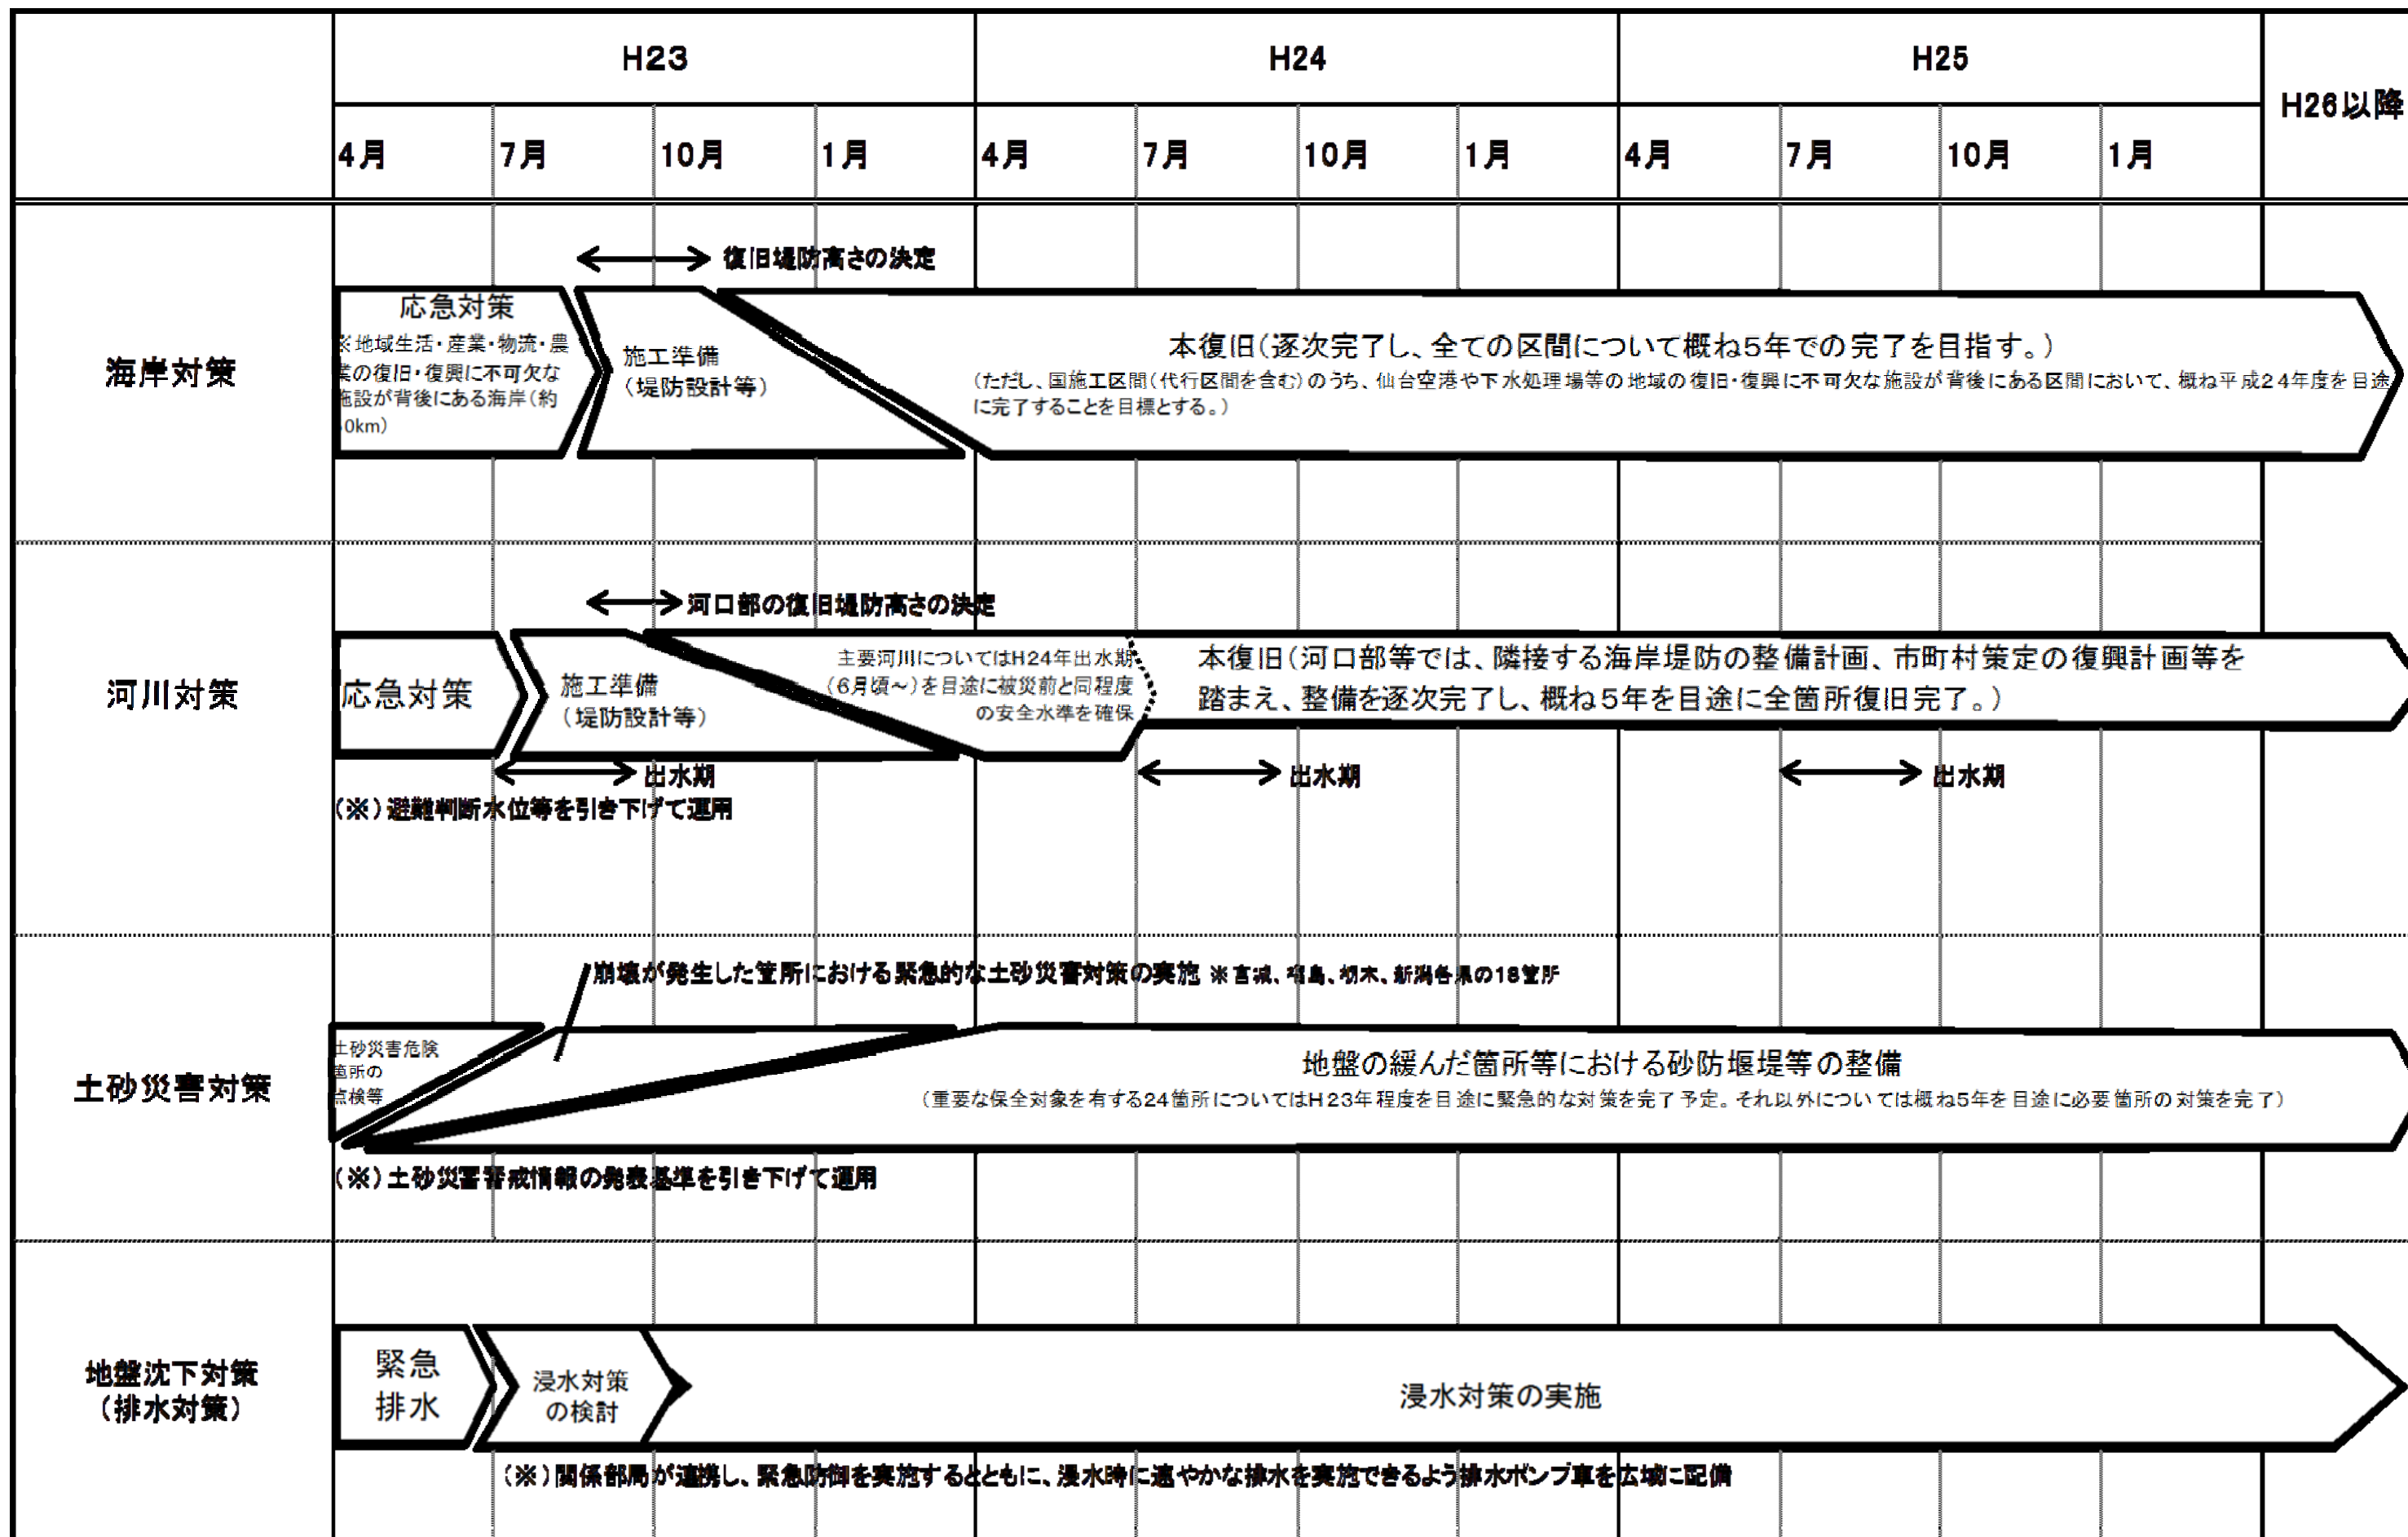 H23
H24
H25
H26以降
4月
7月
10月
1月
4月
7月
10月
1月
4月
7月
10月
1月
海岸対策
復旧堤防高さの決定
応急対策
※地域生活・産業・物流・農
業の復旧・復興に不可欠な
施設が背後にある海岸(約
0km)
施工準備
(堤防設計等)
本復旧(逐次完了し、全ての区間について概ね5年での完了を目指す。)
(ただし、国施工区間(代行区間を含む)のうち、仙台空港や下水処理場等の地域の復旧・復興に不可欠な施設が背後にある区間において、概ね平成24年度を目途
に完了することを目標とする。)
河川対策
河口部の復旧堤防高さの決定
応急対策
施工準備
(堤防設計等)
主要河川についてはH24年出水期
(6月頃~)を目途に被災前と同程度
の安全水準を確保
本復旧(河口部等では、隣接する海岸堤防の整備計画、市町村策定の復興計画等を
踏まえ、整備を逐次完了し、概ね5年を目途に全箇所復旧完了。)
出水期
出水期
出水期
(※)避難判断水位等を引き下げて運用
土砂災害対策
崩壊が発生した箇所における緊急的な土砂災害対策の実施 ※宮城、福島、栃木、新潟各県の18箇所
土砂災害危険
箇所の
点検等
地盤の緩んだ箇所等における砂防堰堤等の整備
(重要な保全対象を有する24箇所についてはH23年程度を目途に緊急的な対策を完了予定。それ以外については概ね5年を目途に必要箇所の対策を完了)
(※)土砂災害警戒情報の発表基準を引き下げて運用
地盤沈下対策
(排水対策)
緊急
排水
浸水対策
の検討
浸水対策の実施
(※)関係部局が連携し、緊急防御を実施するとともに、浸水時に速やかな排水を実施できるよう排水ポンプ車を広域に配備